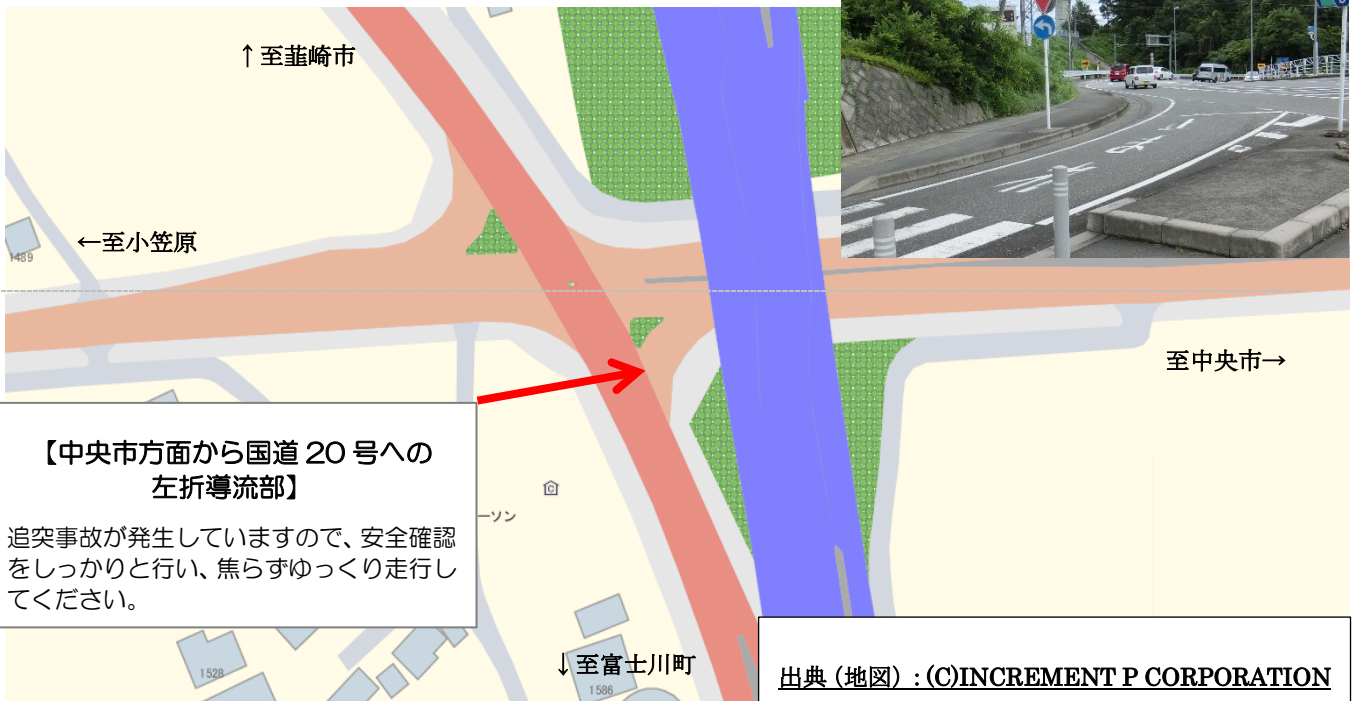 ↑至韮崎市
←至小笠原
1489
至中央市→
【中央市方面から国道 20 号への
左折導流部】
追突事故が発生していますので、安全確認
をしっかりと行い、焦らずゆっくり走行し
てください。
ーソン
1528
↓至富士川町
1586
出典（地図）：(C)INCREMENT P CORPORATION